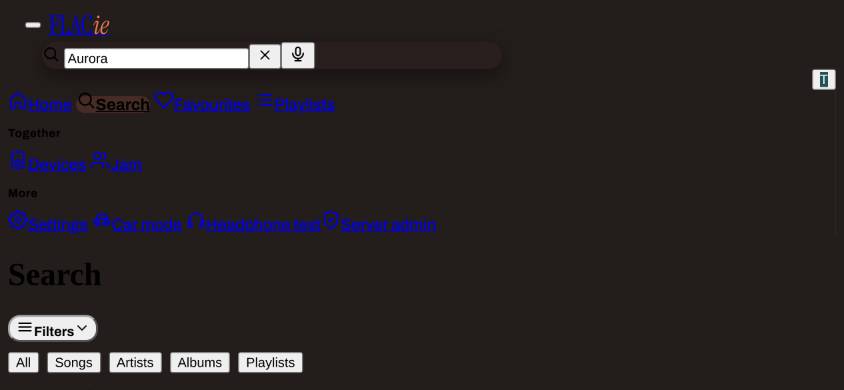 FLACie
Aurora
T
Home Search Favourites Playlists
Together
Devices Jam
More
Settings Car mode Headphone test Server admin
Search
Filters
All Songs Artists Albums Playlists